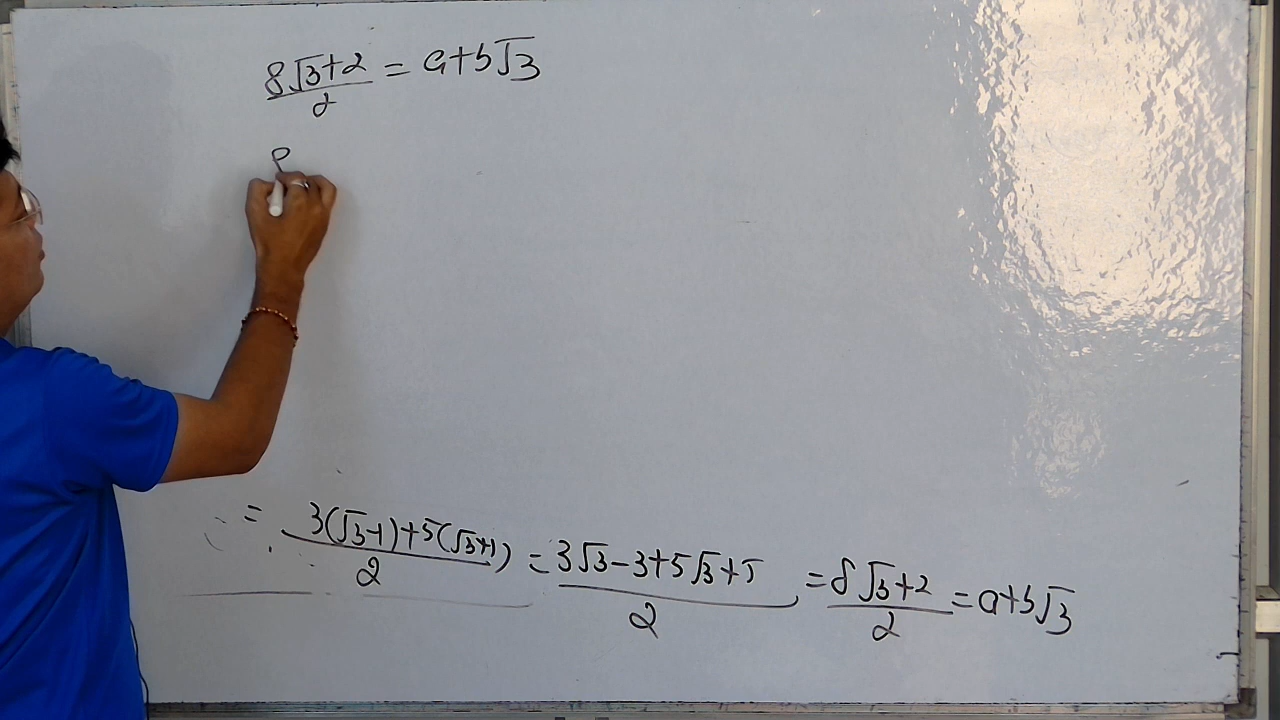 (8√3+2)/2 = a+b√3
8
= (3(√3-1)+5(√3+1))/2 = (3√3-3+5√3+5)/2 = (8√3+2)/2 = a+b√3